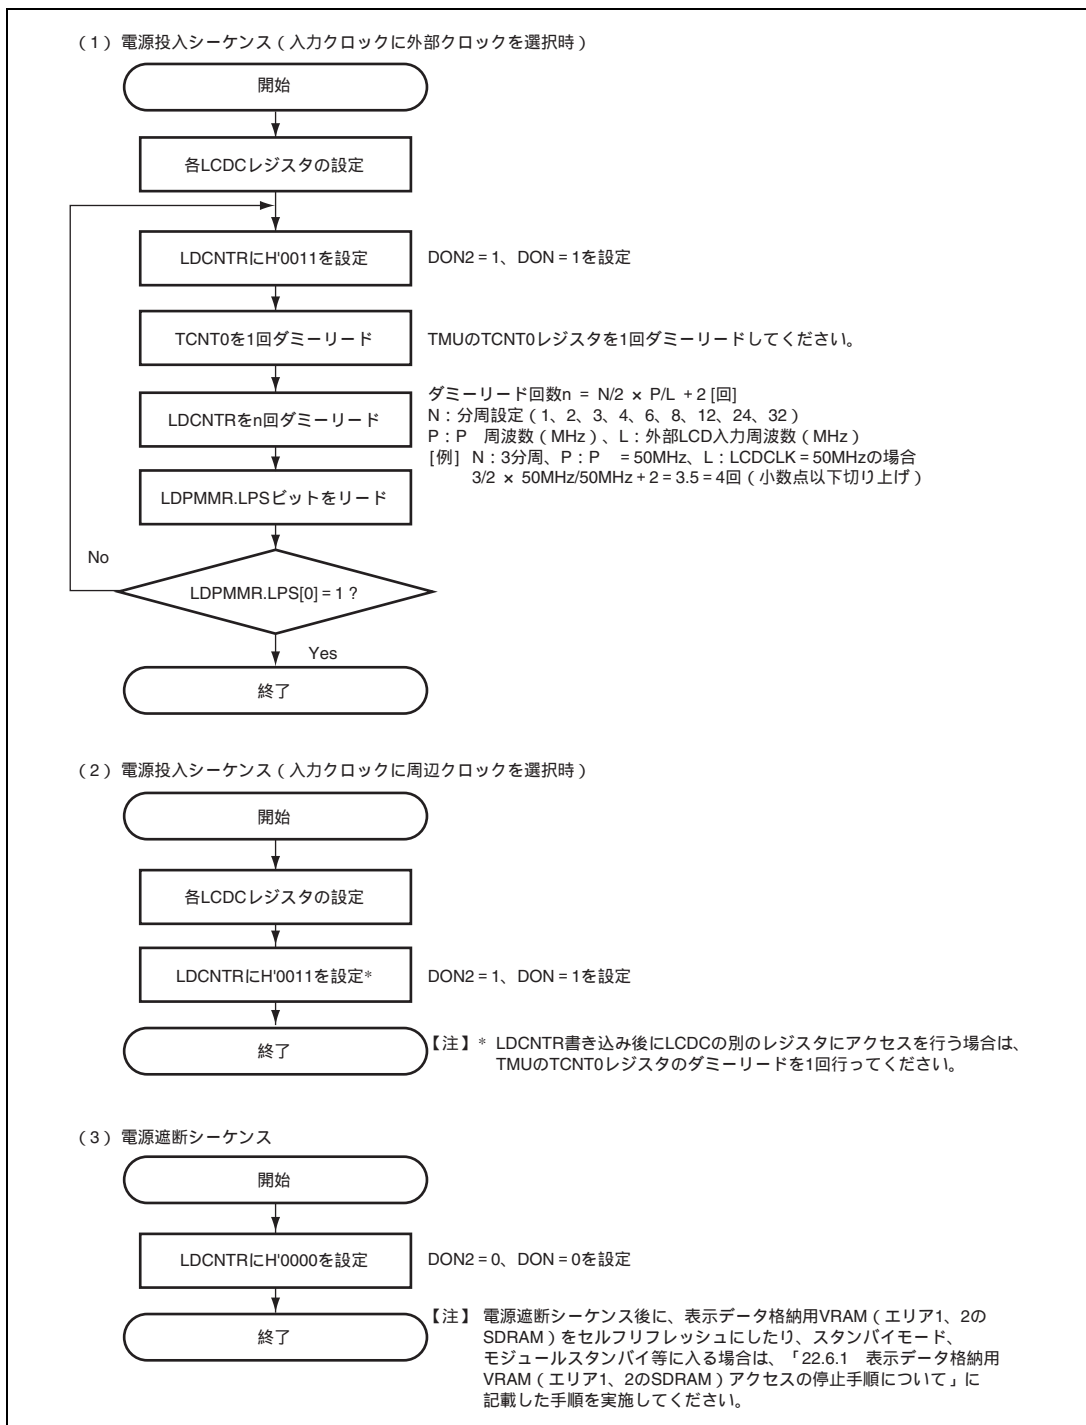 （1）電源投入シーケンス（入力クロックに外部クロックを選択時）
開始
各LCDCレジスタの設定
LDCNTRにH'0011を設定
DON2 = 1、DON = 1を設定
TCNT0を1回ダミーリード
TMUのTCNT0レジスタを1回ダミーリードしてください。
LDCNTRをn回ダミーリード
ダミーリード回数n = N/2 × P/L + 2 [回]
N：分周設定（1、2、3、4、6、8、12、24、32）
P：P 周波数（MHz）、L：外部LCD入力周波数（MHz）
[例] N：3分周、P：P = 50MHz、L：LCDCLK = 50MHzの場合
3/2 × 50MHz/50MHz + 2 = 3.5 = 4回（小数点以下切り上げ）
LDPMMR.LPSビットをリード
No
LDPMMR.LPS[0] = 1 ?
Yes
終了
（2）電源投入シーケンス（入力クロックに周辺クロックを選択時）
開始
各LCDCレジスタの設定
LDCNTRにH'0011を設定*
DON2 = 1、DON = 1を設定
終了
【注】* LDCNTR書き込み後にLCDCの別のレジスタにアクセスを行う場合は、
TMUのTCNT0レジスタのダミーリードを1回行ってください。
（3）電源遮断シーケンス
開始
LDCNTRにH'0000を設定
DON2 = 0、DON = 0を設定
終了
【注】 電源遮断シーケンス後に、表示データ格納用VRAM（エリア1、2の
SDRAM）をセルフリフレッシュにしたり、スタンバイモード、
モジュールスタンバイ等に入る場合は、「22.6.1 表示データ格納用
VRAM（エリア1、2のSDRAM）アクセスの停止手順について」に
記載した手順を実施してください。